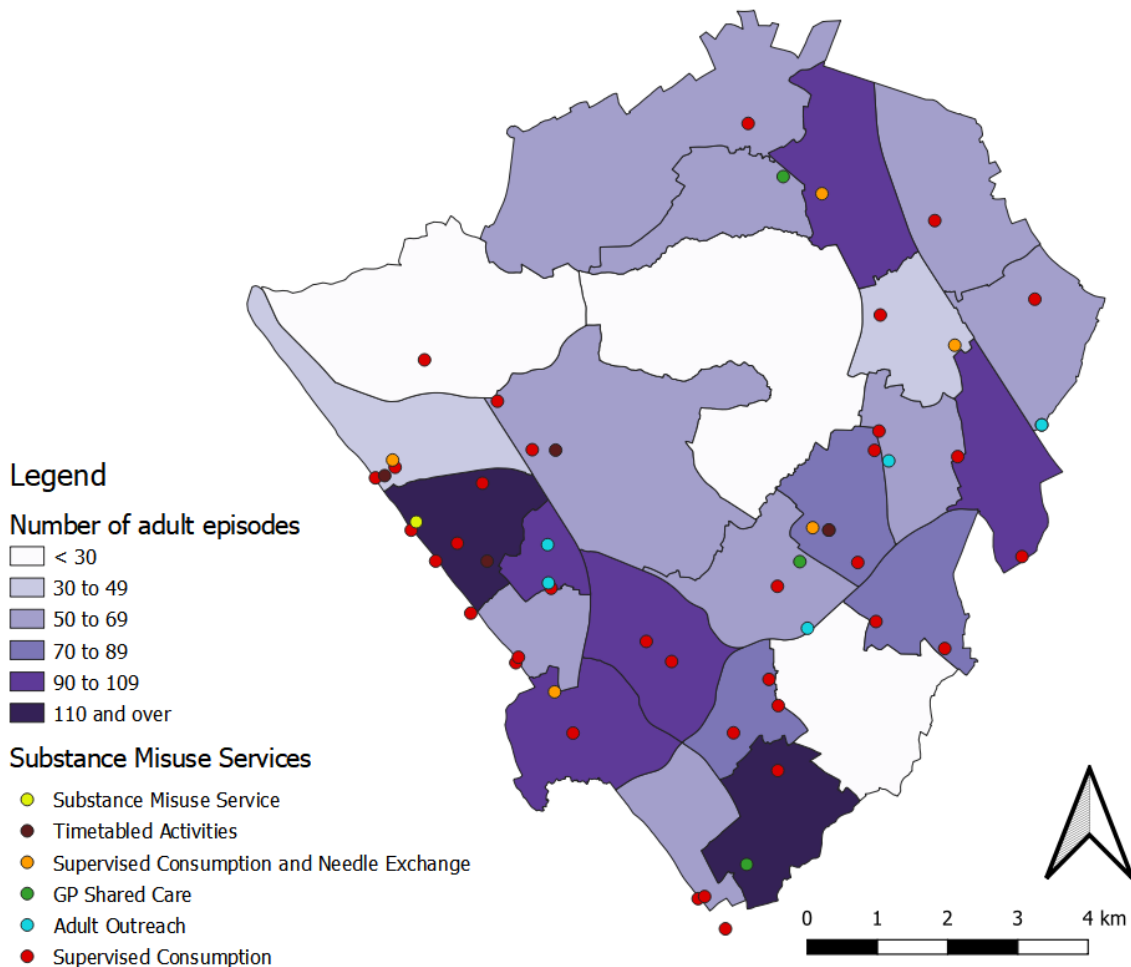 Legend
Number of adult episodes
< 30
30 to 49
50 to 69
70 to 89
90 to 109
110 and over
Substance Misuse Services
Substance Misuse Service
Timetabled Activities
Supervised Consumption and Needle Exchange
GP Shared Care
Adult Outreach
Supervised Consumption
0 1 2 3 4 km